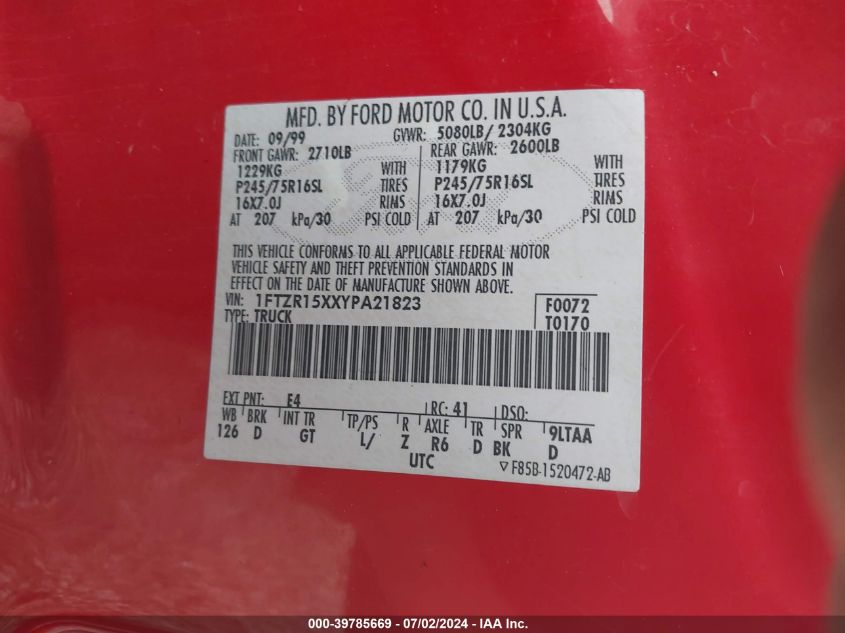 MFD. BY FORD MOTOR CO. IN U.S.A.
DATE: 09/99 GVWR: 5080LB/ 2304KG
FRONT GAWR: 2710LB REAR GAWR: 2600LB
1229KG WITH 1179KG WITH
P245/75R16SL TIRES P245/75R16SL TIRES
16X7.0J RIMS 16X7.0J RIMS
AT 207 kPa/30 PSI COLD AT 207 kPa/30 PSI COLD
THIS VEHICLE CONFORMS TO ALL APPLICABLE FEDERAL MOTOR
VEHICLE SAFETY AND THEFT PREVENTION STANDARDS IN
EFFECT ON THE DATE OF MANUFACTURE SHOWN ABOVE.
VIN: 1FTZR15XXYPA21823 F0072
TYPE: TRUCK T0170
EXT PNT: E4 RC: 41 DSO:
WB BRK INT TR TP/PS R AXLE TR SPR 9LTAA
126 D GT L/ Z R6 D BK D
UTC ▽ F85B-1520472-AB
000-39785669 - 07/02/2024 - IAA Inc.